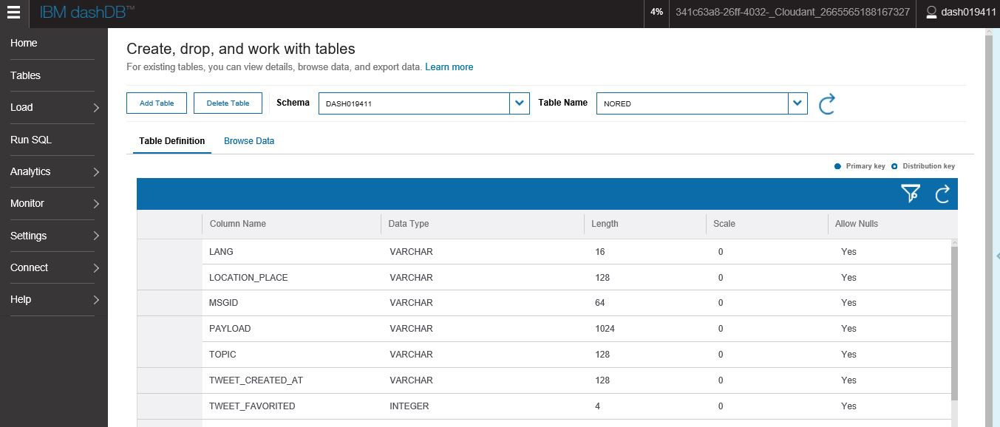 IBM dashDB™ 4% 341c63a8-26ff-4032-_Cloudant_2665565188167327 dash019411
Home
Tables
Load
Run SQL
Analytics
Monitor
Settings
Connect
Help
Create, drop, and work with tables
For existing tables, you can view details, browse data, and export data. Learn more
Add Table Delete Table Schema DASH019411 Table Name NORED
Table Definition Browse Data
Primary key Distribution key
Column Name Data Type Length Scale Allow Nulls
LANG VARCHAR 16 0 Yes
LOCATION_PLACE VARCHAR 128 0 Yes
MSGID VARCHAR 64 0 Yes
PAYLOAD VARCHAR 1024 0 Yes
TOPIC VARCHAR 128 0 Yes
TWEET_CREATED_AT VARCHAR 128 0 Yes
TWEET_FAVORITED INTEGER 4 0 Yes